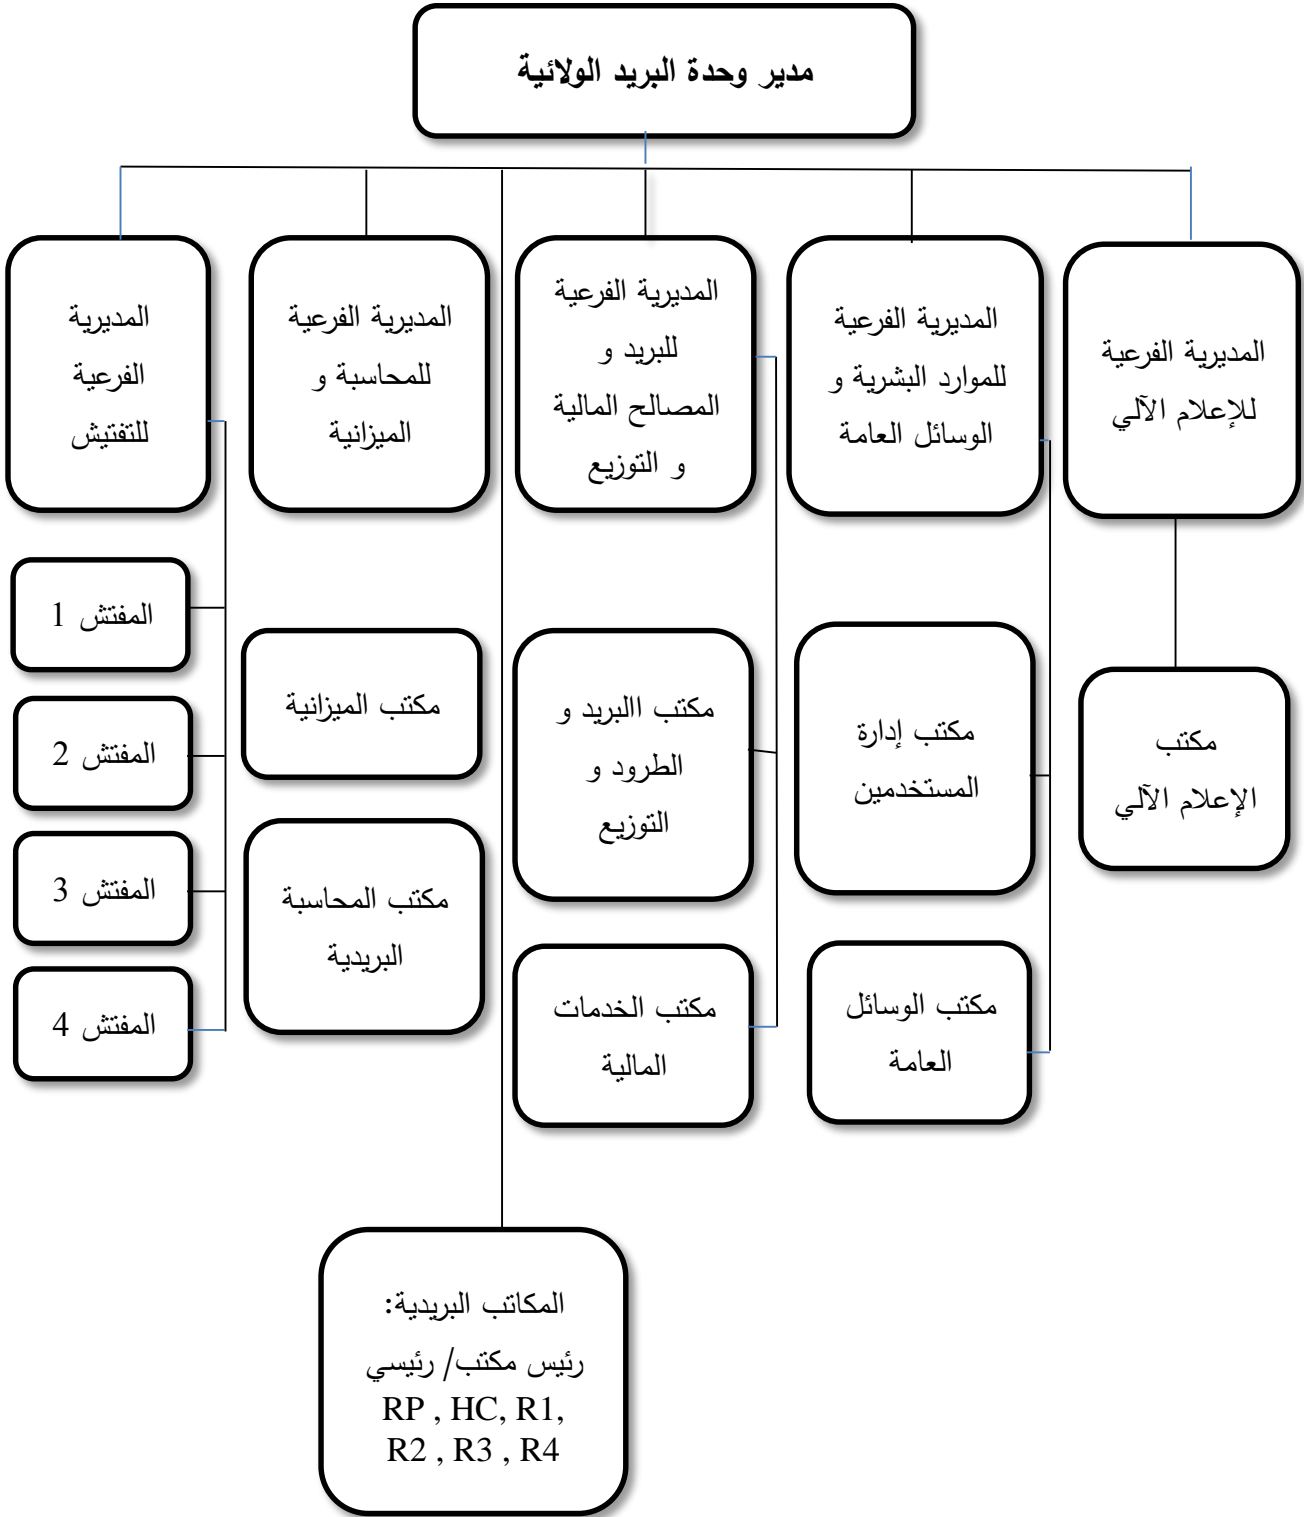 مدير وحدة البريد الولائية
المديرية الفرعية
للإعلام الآلي
المديرية الفرعية
للموارد البشرية و
الوسائل العامة
المديرية الفرعية
للبريد و
المصالح المالية
و التوزيع
المديرية الفرعية
للمحاسبة و
الميزانية
المديرية
الفرعية
للتفتيش
مكتب
الإعلام الآلي
مكتب إدارة
المستخدمين
مكتب الوسائل
العامة
مكتب االبريد و
الطرود و
التوزيع
مكتب الخدمات
المالية
مكتب الميزانية
مكتب المحاسبة
البريدية
المفتش 1
المفتش 2
المفتش 3
المفتش 4
المكاتب البريدية:
رئيس مكتب/ رئيسي
RP , HC, R1,
R2 , R3 , R4